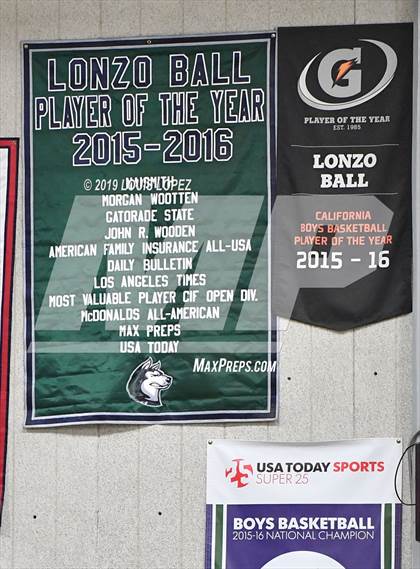 LONZO BALL
PLAYER OF THE YEAR
2015-2016
NAISMITH
© 2019 LOUIS LOPEZ
MORGAN WOOTTEN
GATORADE STATE
JOHN R. WOODEN
AMERICAN FAMILY INSURANCE ALL-USA
DAILY BULLETIN
LOS ANGELES TIMES
MOST VALUABLE PLAYER CIF OPEN DIV.
McDONALDS ALL-AMERICAN
MAX PREPS
USA TODAY
MP
MAXPREPS.COM
G
PLAYER OF THE YEAR
EST. 1985
LONZO
BALL
CALIFORNIA
BOYS BASKETBALL
PLAYER OF THE YEAR
2015 - 16
25
USA TODAY SPORTS
SUPER 25
BOYS BASKETBALL
2015-16 NATIONAL CHAMPION